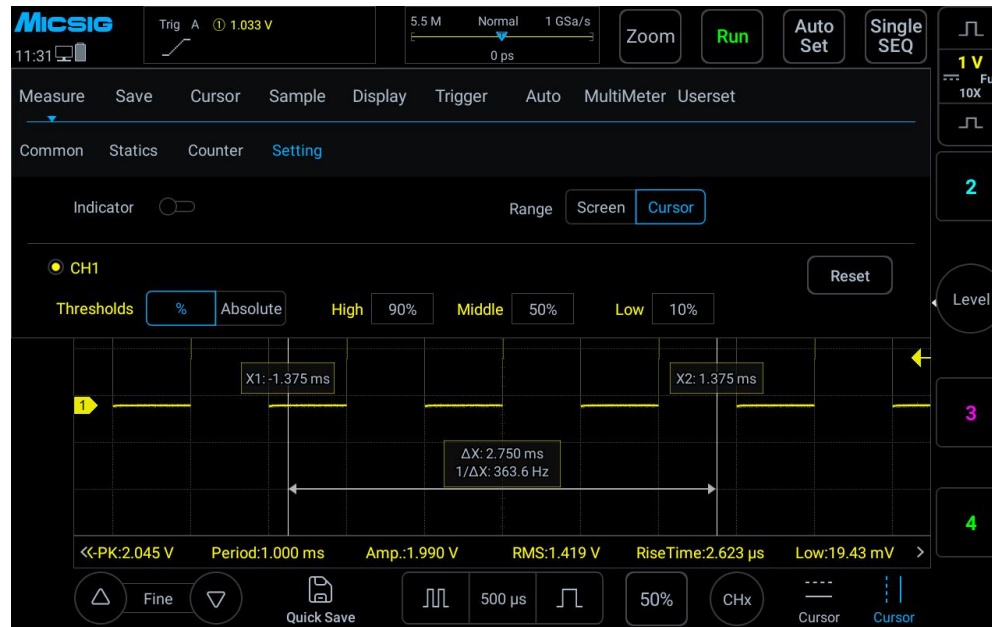 Micsig
Trig A ① 1.033 V
5.5 M Normal 1 GSa/s
0 ps
Zoom
Run
Auto Set
Single SEQ
11:31
1 V
Fu
10X
Measure Save Cursor Sample Display Trigger Auto MultiMeter Userset
Common Statics Counter Setting
2
Indicator
Range Screen Cursor
CH1
Reset
Thresholds % Absolute High 90% Middle 50% Low 10%
Level
X1: -1.375 ms
X2: 1.375 ms
1
3
ΔX: 2.750 ms
1/ΔX: 363.6 Hz
4
-PK:2.045 V Period:1.000 ms Amp.:1.990 V RMS:1.419 V RiseTime:2.623 μs Low:19.43 mV
Fine
Quick Save
500 μs
50%
CHx
Cursor
Cursor